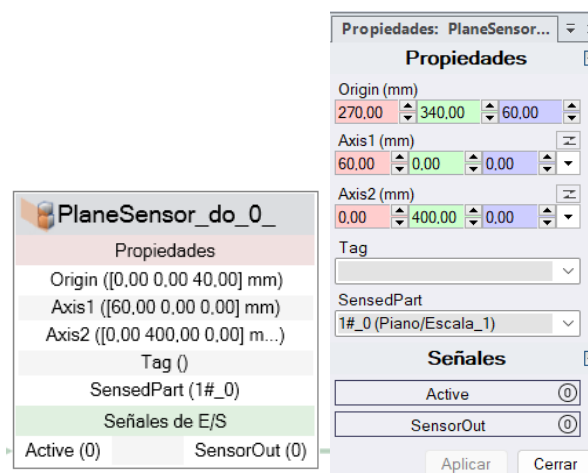 PlaneSensor_do_0_
Propiedades
Origin ([0,00 0,00 40,00] mm)
Axis1 ([60,00 0,00 0,00] mm)
Axis2 ([0,00 400,00 0,00] m...)
Tag ()
SensedPart (1#_0)
Señales de E/S
Active (0) SensorOut (0)
Propiedades: PlaneSensor...
Propiedades
Origin (mm)
270,00 340,00 60,00
Axis1 (mm)
60,00 0,00 0,00
Axis2 (mm)
0,00 400,00 0,00
Tag
SensedPart
1#_0 (Piano/Escala_1)
Señales
Active 0
SensorOut 0
Aplicar Cerrar